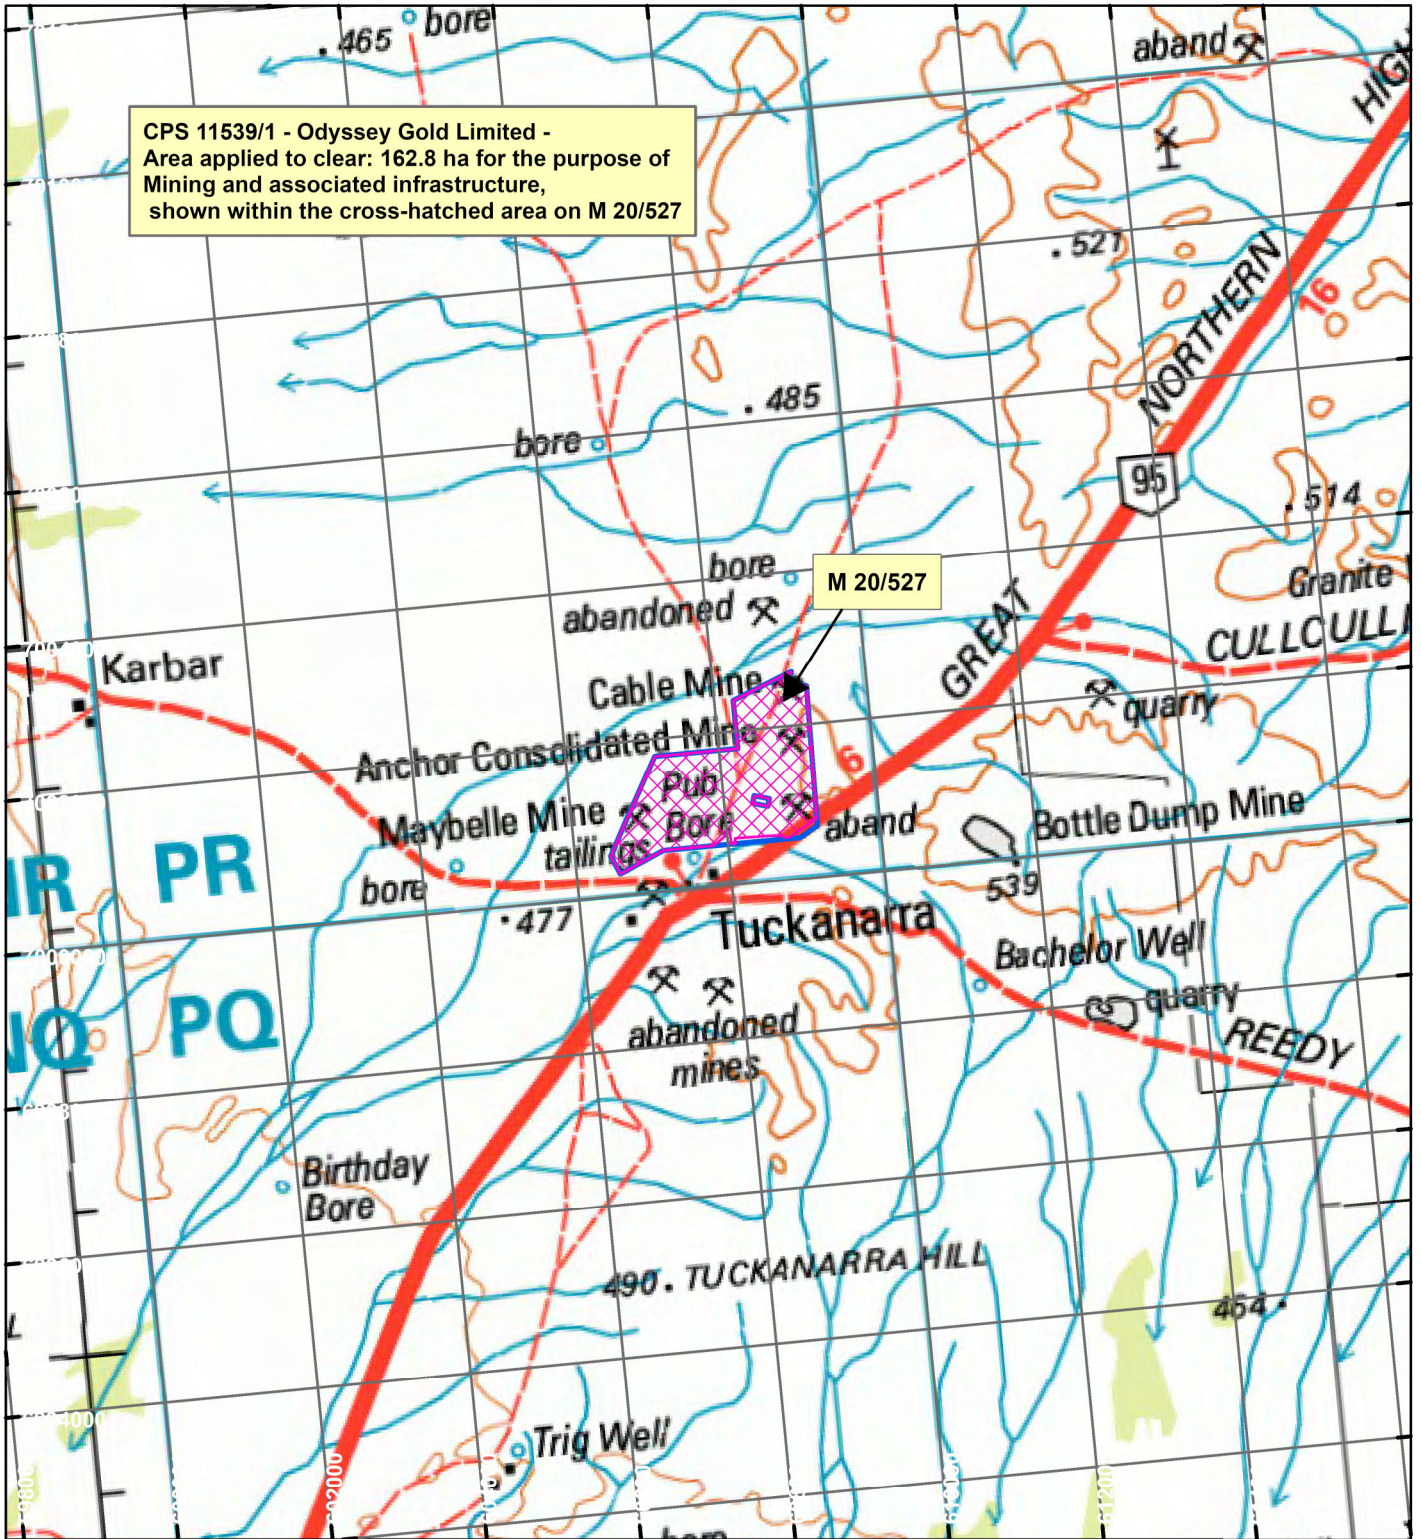 bore
. 465
aband
HIGH
CPS 11539/1 - Odyssey Gold Limited -
Area applied to clear: 162.8 ha for the purpose of
Mining and associated infrastructure,
shown within the cross-hatched area on M 20/527
. 521
NORTHERN
16
. 485
bore
95
. 514
bore
M 20/527
abandoned
Granite
GREAT
CULLCULLI
Karbar
Cable Mine
quarry
Anchor Consolidated Mine
6
Pub
Bore
Maybelle Mine
tailings
aband
Bottle Dump Mine
PR
bore
539
. 477
Tuckanarra
Bachelor Well
PQ
NQ
quarry
abandoned
mines
REEDY
Birthday
Bore
490 . TUCKANARRA HILL
464 .
L
Trig Well